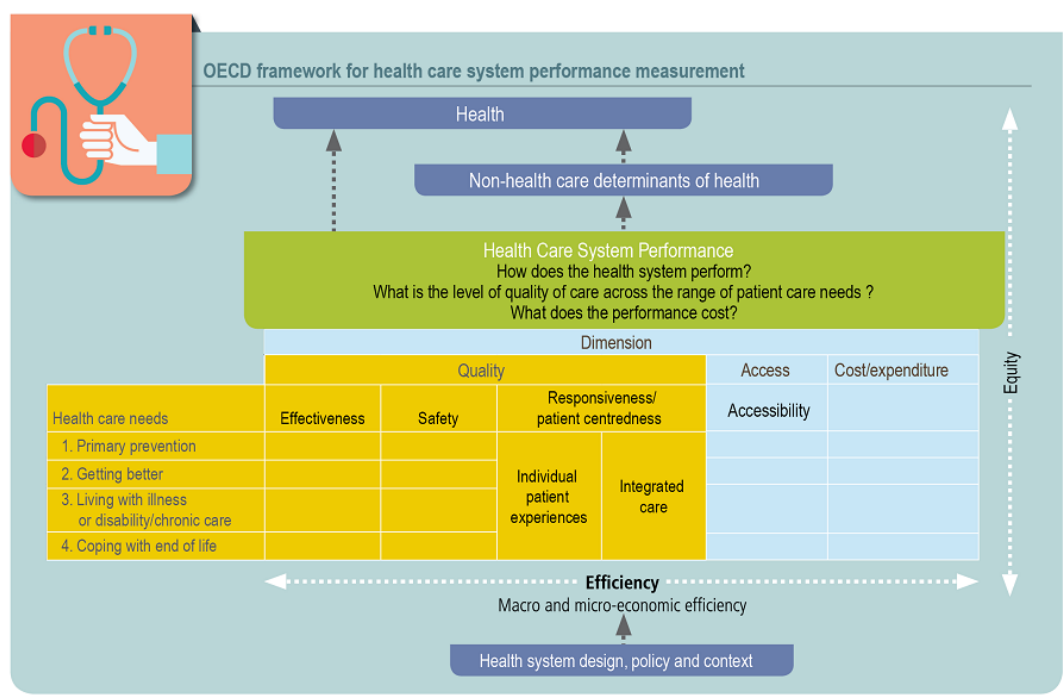 OECD framework for health care system performance measurement
Health
Non-health care determinants of health
Health Care System Performance
How does the health system perform?
What is the level of quality of care across the range of patient care needs ?
What does the performance cost?
Dimension
Quality
Access
Cost/expenditure
Health care needs
Effectiveness
Safety
Responsiveness/
patient centredness
Accessibility
1. Primary prevention
2. Getting better
3. Living with illness
or disability/chronic care
4. Coping with end of life
Individual
patient
experiences
Integrated
care
Equity
Efficiency
Macro and micro-economic efficiency
Health system design, policy and context